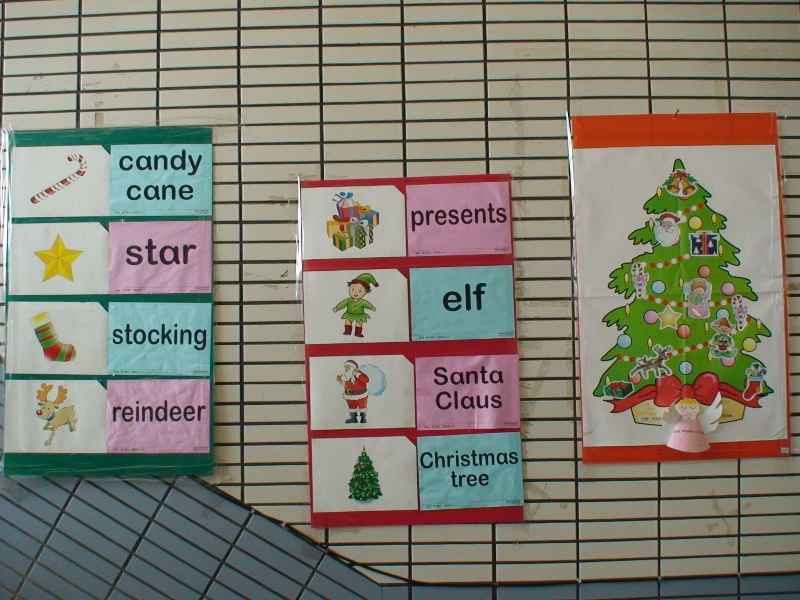 candy
cane
star
stocking
reindeer
presents
elf
Santa
Claus
Christmas
tree